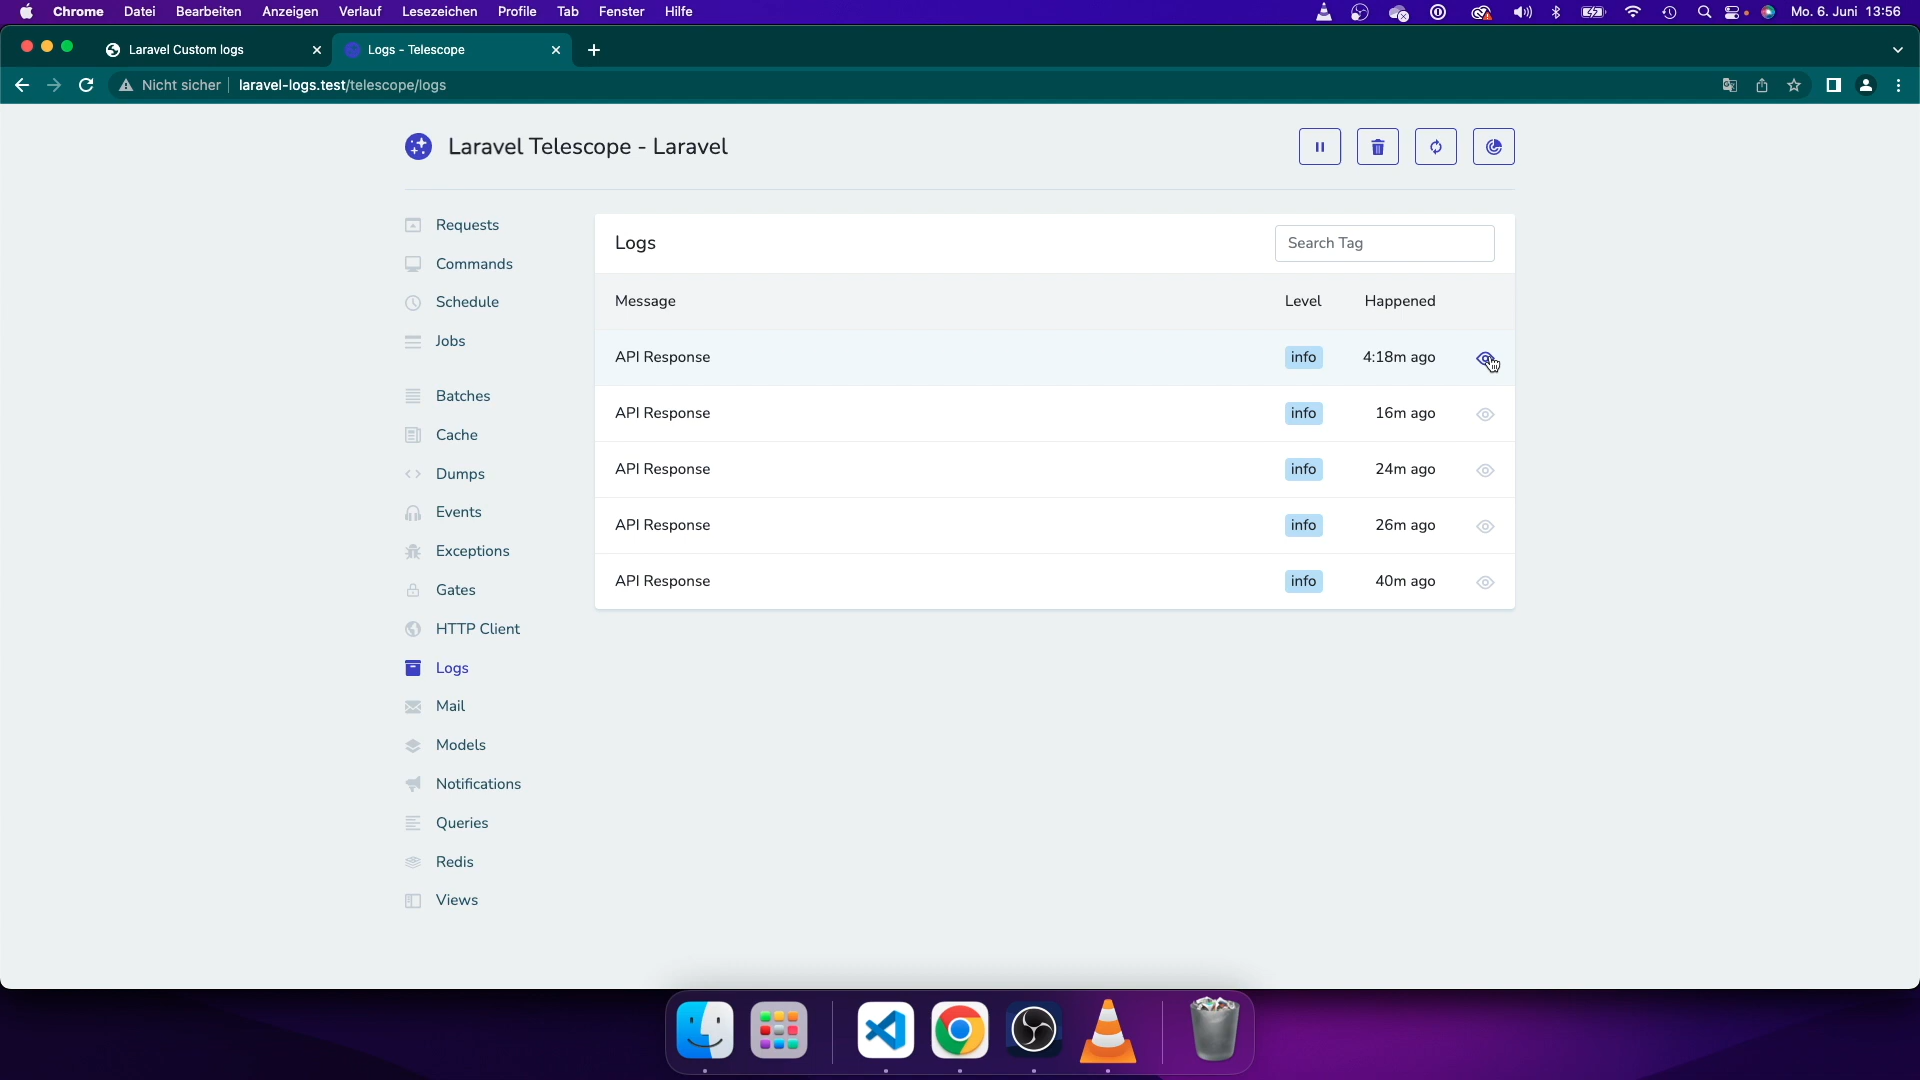 Chrome Datei Bearbeiten Anzeigen Verlauf Lesezeichen Profile Tab Fenster Hilfe Mo. 6. Juni 13:56
Laravel Custom logs Logs - Telescope
Nicht sicher laravel-logs.test/telescope/logs
Laravel Telescope - Laravel
Requests
Commands
Schedule
Jobs
Batches
Cache
Dumps
Events
Exceptions
Gates
HTTP Client
Logs
Mail
Models
Notifications
Queries
Redis
Views
Logs Search Tag
Message Level Happened
API Response info 4:18m ago
API Response info 16m ago
API Response info 24m ago
API Response info 26m ago
API Response info 40m ago